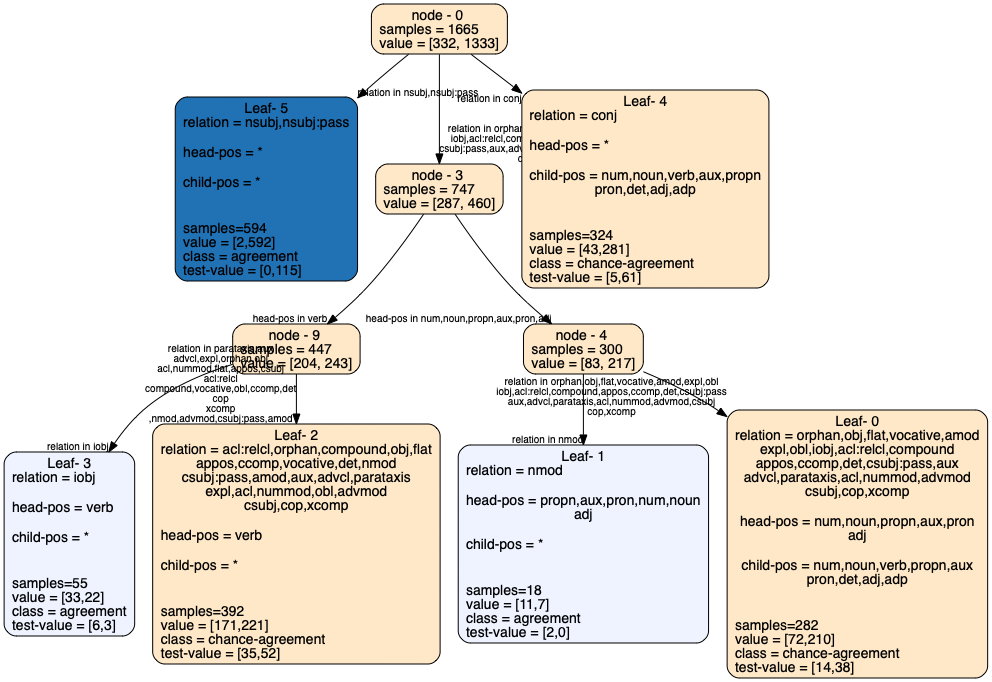 node - 0
samples = 1665
value = [332, 1333]
relation in nsubj,nsubj:pass
relation in conj
relation in orphan
iobj,acl:relcl,com
csubj:pass,aux,adv
Leaf- 5
relation = nsubj,nsubj:pass
head-pos = *
child-pos = *
samples=594
value = [2,592]
class = agreement
test-value = [0,115]
node - 3
samples = 747
value = [287, 460]
Leaf- 4
relation = conj
head-pos = *
child-pos = num,noun,verb,aux,propn
pron,det,adj,adp
samples=324
value = [43,281]
class = chance-agreement
test-value = [5,61]
head-pos in verb
head-pos in num,noun,propn,aux,pron,adj
node - 9
samples = 447
value = [204, 243]
node - 4
samples = 300
value = [83, 217]
relation in parataxis,aux
advcl,expl,orphan,obj
acl,nummod,flat,appos,csubj
acl:relcl
compound,vocative,obl,ccomp,det
cop
xcomp
,nmod,advmod,csubj:pass,amod
relation in iobj
relation in orphan,obj,flat,vocative,amod,expl,obl
iobj,acl:relcl,compound,appos,ccomp,det,csubj:pass
aux,advcl,parataxis,acl,nummod,advmod,csubj
cop,xcomp
relation in nmod
Leaf- 3
relation = iobj
head-pos = verb
child-pos = *
samples=55
value = [33,22]
class = agreement
test-value = [6,3]
Leaf- 2
relation = acl:relcl,orphan,compound,obj,flat
appos,ccomp,vocative,det,nmod
csubj:pass,amod,aux,advcl,parataxis
expl,acl,nummod,obl,advmod
csubj,cop,xcomp
head-pos = verb
child-pos = *
samples=392
value = [171,221]
class = chance-agreement
test-value = [35,52]
Leaf- 1
relation = nmod
head-pos = propn,aux,pron,num,noun
adj
child-pos = *
samples=18
value = [11,7]
class = agreement
test-value = [2,0]
Leaf- 0
relation = orphan,obj,flat,vocative,amod
expl,obl,iobj,acl:relcl,compound
appos,ccomp,det,csubj:pass,aux
advcl,parataxis,acl,nummod,advmod
csubj,cop,xcomp
head-pos = num,noun,propn,aux,pron
adj
child-pos = num,noun,verb,propn,aux
pron,det,adj,adp
samples=282
value = [72,210]
class = chance-agreement
test-value = [14,38]